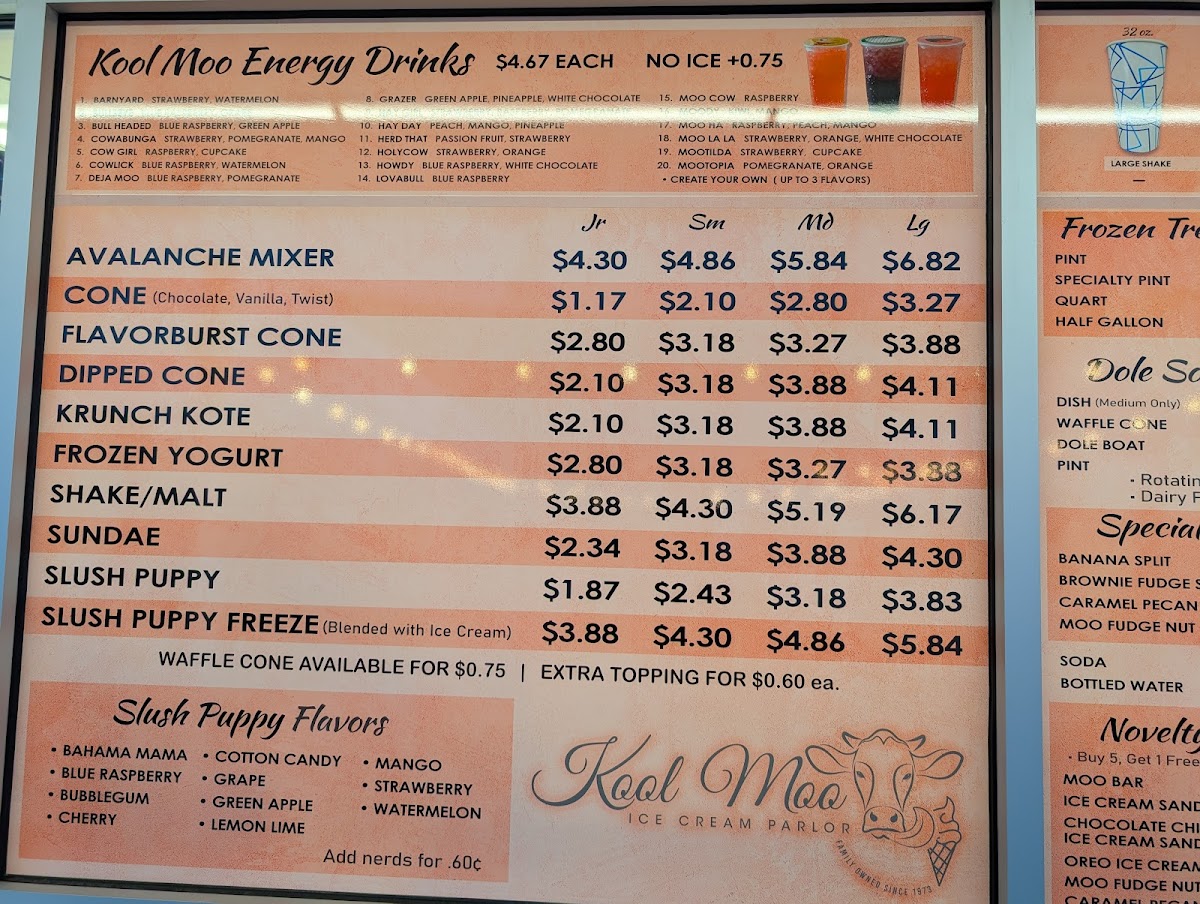 Kool Moo Energy Drinks $4.67 EACH NO ICE +0.75
1. BARNYARD STRAWBERRY, WATERMELON
3. BULL HEADED BLUE RASPBERRY, GREEN APPLE
4. COWABUNGA STRAWBERRY, POMEGRANATE, MANGO
5. COW GIRL RASPBERRY, CUPCAKE
6. COWLICK BLUE RASPBERRY, WATERMELON
7. DEJA MOO BLUE RASPBERRY, POMEGRANATE
8. GRAZER GREEN APPLE, PINEAPPLE, WHITE CHOCOLATE
10. HAY DAY PEACH, MANGO, PINEAPPLE
11. HERD THAT PASSION FRUIT, STRAWBERRY
12. HOLYCOW STRAWBERRY, ORANGE
13. HOWDY BLUE RASPBERRY, WHITE CHOCOLATE
14. LOVABULL BLUE RASPBERRY
15. MOO COW RASPBERRY
17. MOO HA RASPBERRY, PEACH, MANGO
18. MOO LA LA STRAWBERRY, ORANGE, WHITE CHOCOLATE
19. MOOTILDA STRAWBERRY, CUPCAKE
20. MOOTOPIA POMEGRANATE, ORANGE
• CREATE YOUR OWN ( UP TO 3 FLAVORS)
Jr Sm Md Lg
AVALANCHE MIXER $4.30 $4.86 $5.84 $6.82
CONE (Chocolate, Vanilla, Twist) $1.17 $2.10 $2.80 $3.27
FLAVORBURST CONE $2.80 $3.18 $3.27 $3.88
DIPPED CONE $2.10 $3.18 $3.88 $4.11
KRUNCH KOTE $2.10 $3.18 $3.88 $4.11
FROZEN YOGURT $2.80 $3.18 $3.27 $3.88
SHAKE/MALT $3.88 $4.30 $5.19 $6.17
SUNDAE $2.34 $3.18 $3.88 $4.30
SLUSH PUPPY $1.87 $2.43 $3.18 $3.83
SLUSH PUPPY FREEZE (Blended with Ice Cream) $3.88 $4.30 $4.86 $5.84
WAFFLE CONE AVAILABLE FOR $0.75 | EXTRA TOPPING FOR $0.60 ea.
Slush Puppy Flavors
• BAHAMA MAMA
• BLUE RASPBERRY
• BUBBLEGUM
• CHERRY
• COTTON CANDY
• GRAPE
• GREEN APPLE
• LEMON LIME
• MANGO
• STRAWBERRY
• WATERMELON
Add nerds for .60¢
Kool Moo
ICE CREAM PARLOR
FAMILY OWNED SINCE 1973
32 oz.
LARGE SHAKE
Frozen Tre
PINT
SPECIALTY PINT
QUART
HALF GALLON
Dole So
DISH (Medium Only)
WAFFLE CONE
DOLE BOAT
PINT
• Rotatin
• Dairy F
Special
BANANA SPLIT
BROWNIE FUDGE S
CARAMEL PECAN
MOO FUDGE NUT
SODA
BOTTLED WATER
Novelty
• Buy 5, Get 1 Free
MOO BAR
ICE CREAM SAND
CHOCOLATE CHI
ICE CREAM SAND
OREO ICE CREAM
MOO FUDGE NUT
CARAMEL PECAN